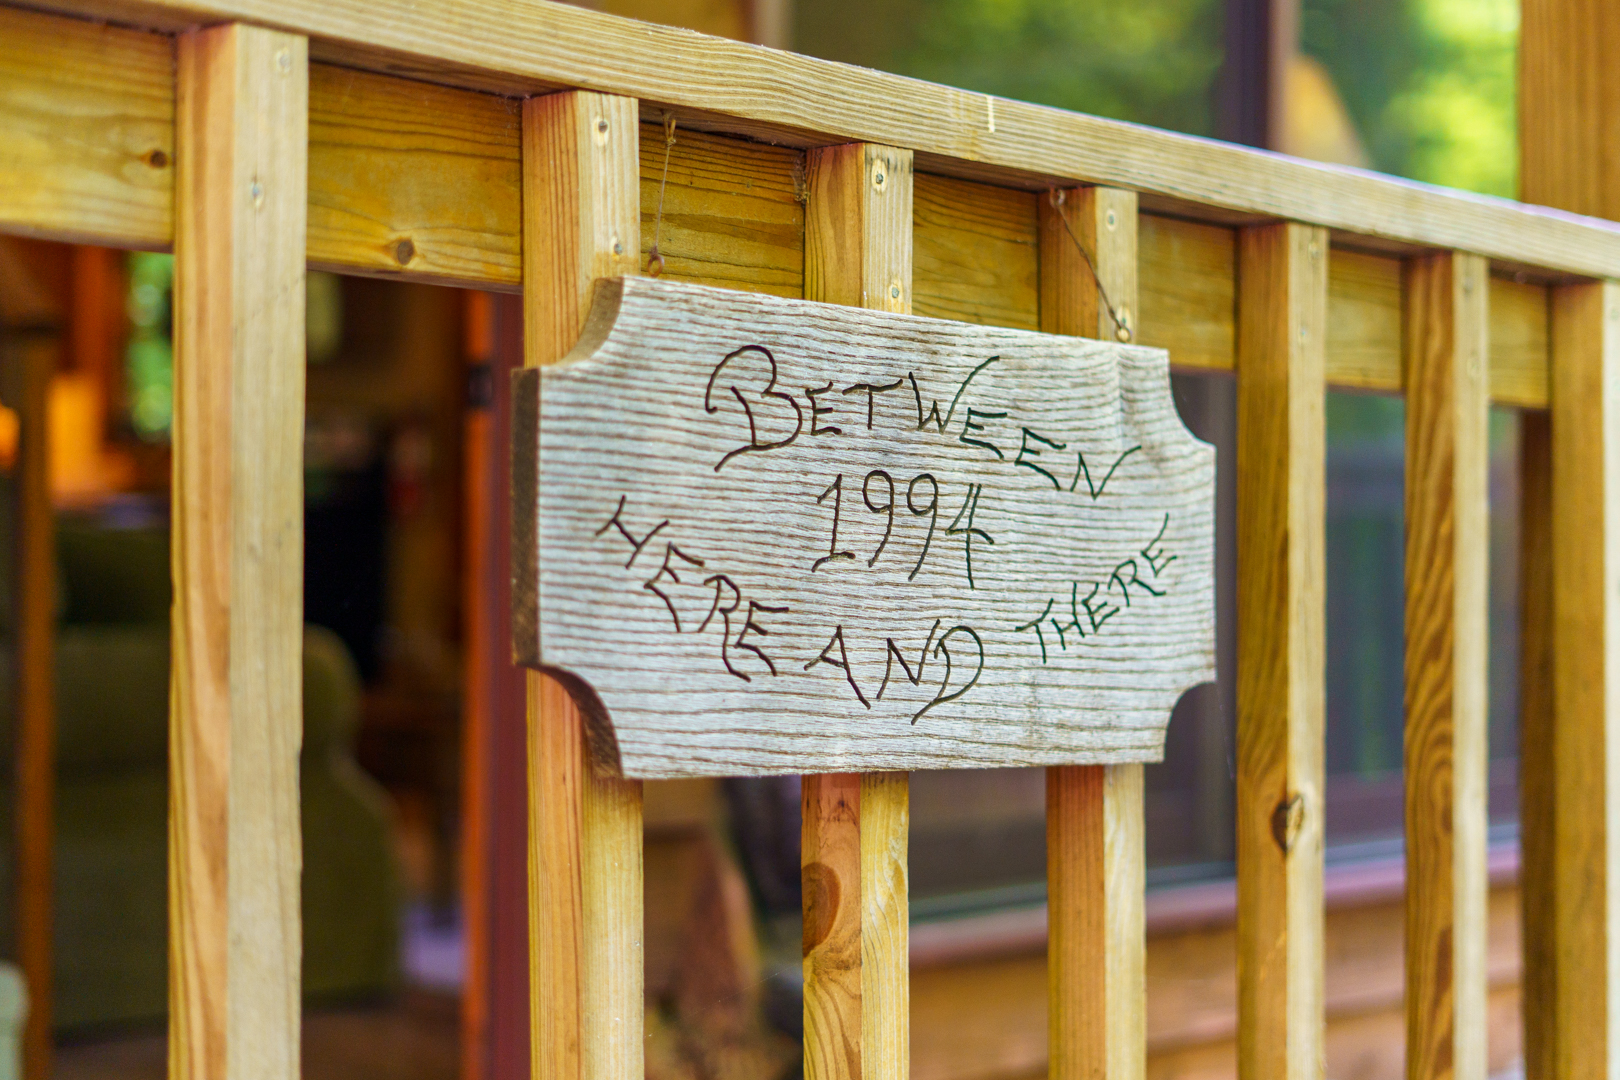 BETWEEN
1994
HERE AND THERE